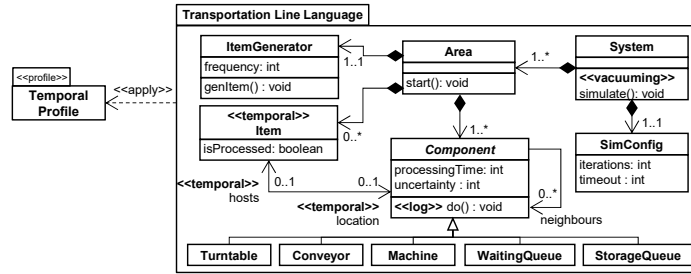 Transportation Line Language
<<profile>>
Temporal
Profile
<<apply>>
ItemGenerator
frequency: int
genItem() : void
1..1
Area
start(): void
1..*
System
<<vacuuming>>
simulate(): void
<<temporal>>
Item
isProcessed: boolean
0..*
1..*
1..1
Component
processingTime: int
uncertainty : int
<<log>> do() : void
SimConfig
iterations: int
timeout : int
<<temporal>>
hosts
0..1
0..1
<<temporal>>
location
0..*
neighbours
Turntable
Conveyor
Machine
WaitingQueue
StorageQueue